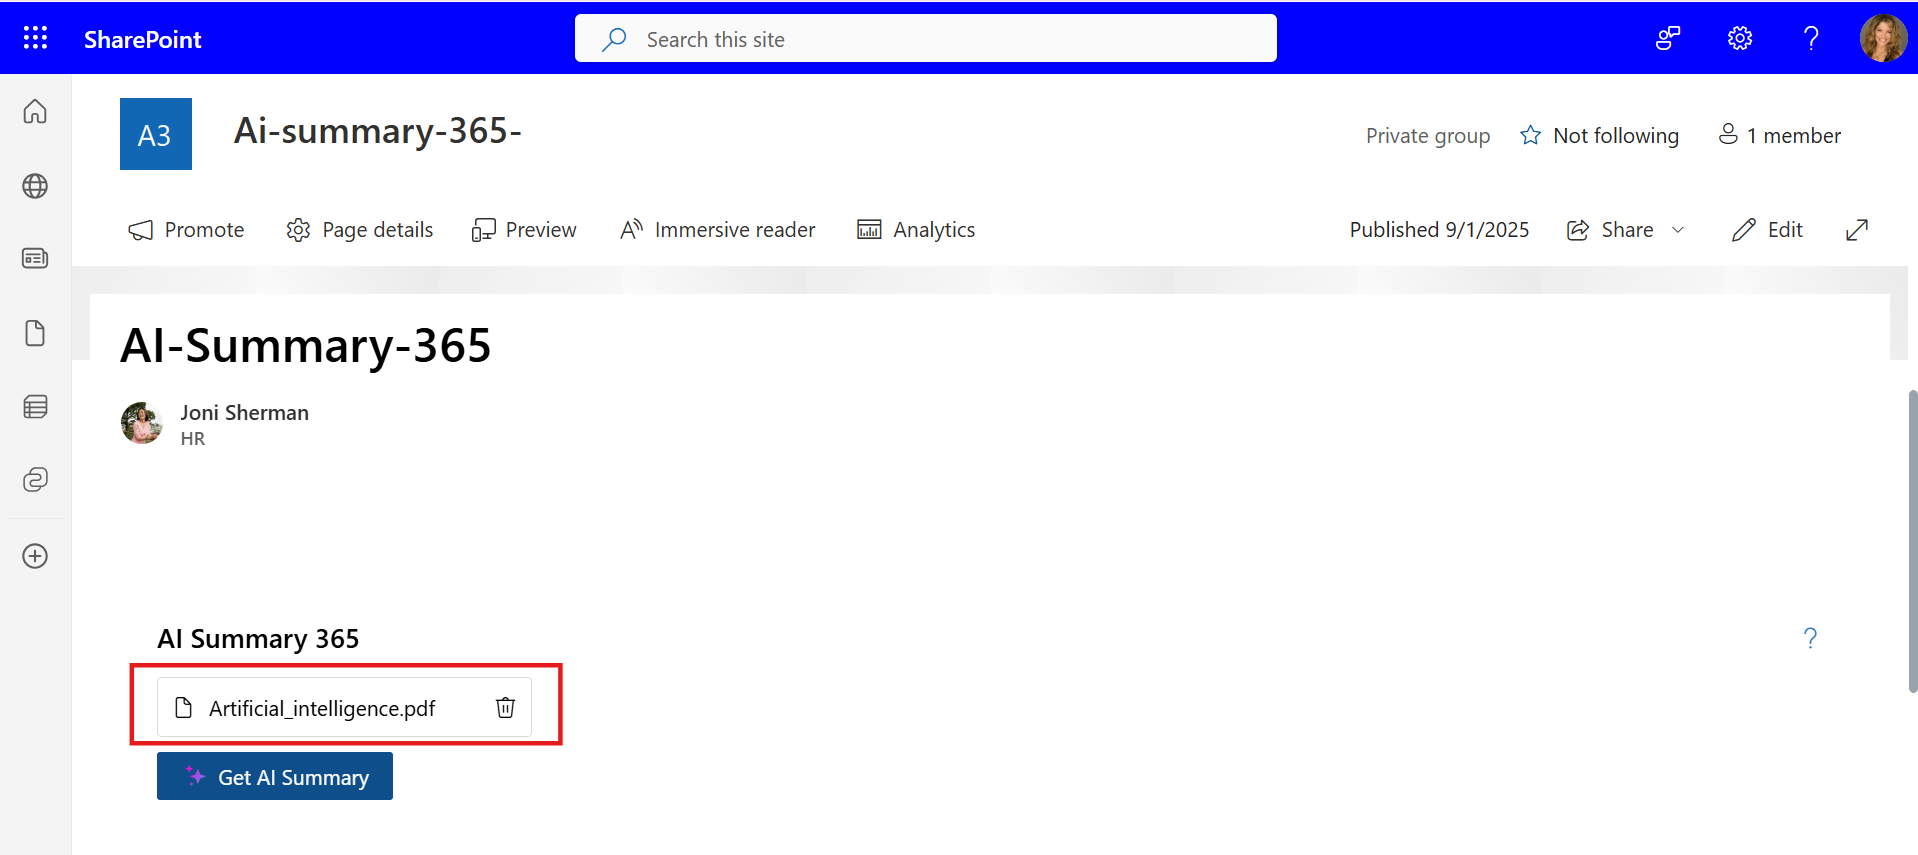 SharePoint
Search this site
?
A3
Ai-summary-365-
Private group
Not following
1 member
Promote
Page details
Preview
Immersive reader
Analytics
Published 9/1/2025
Share
Edit
AI-Summary-365
Joni Sherman
HR
AI Summary 365
?
Artificial_intelligence.pdf
Get AI Summary